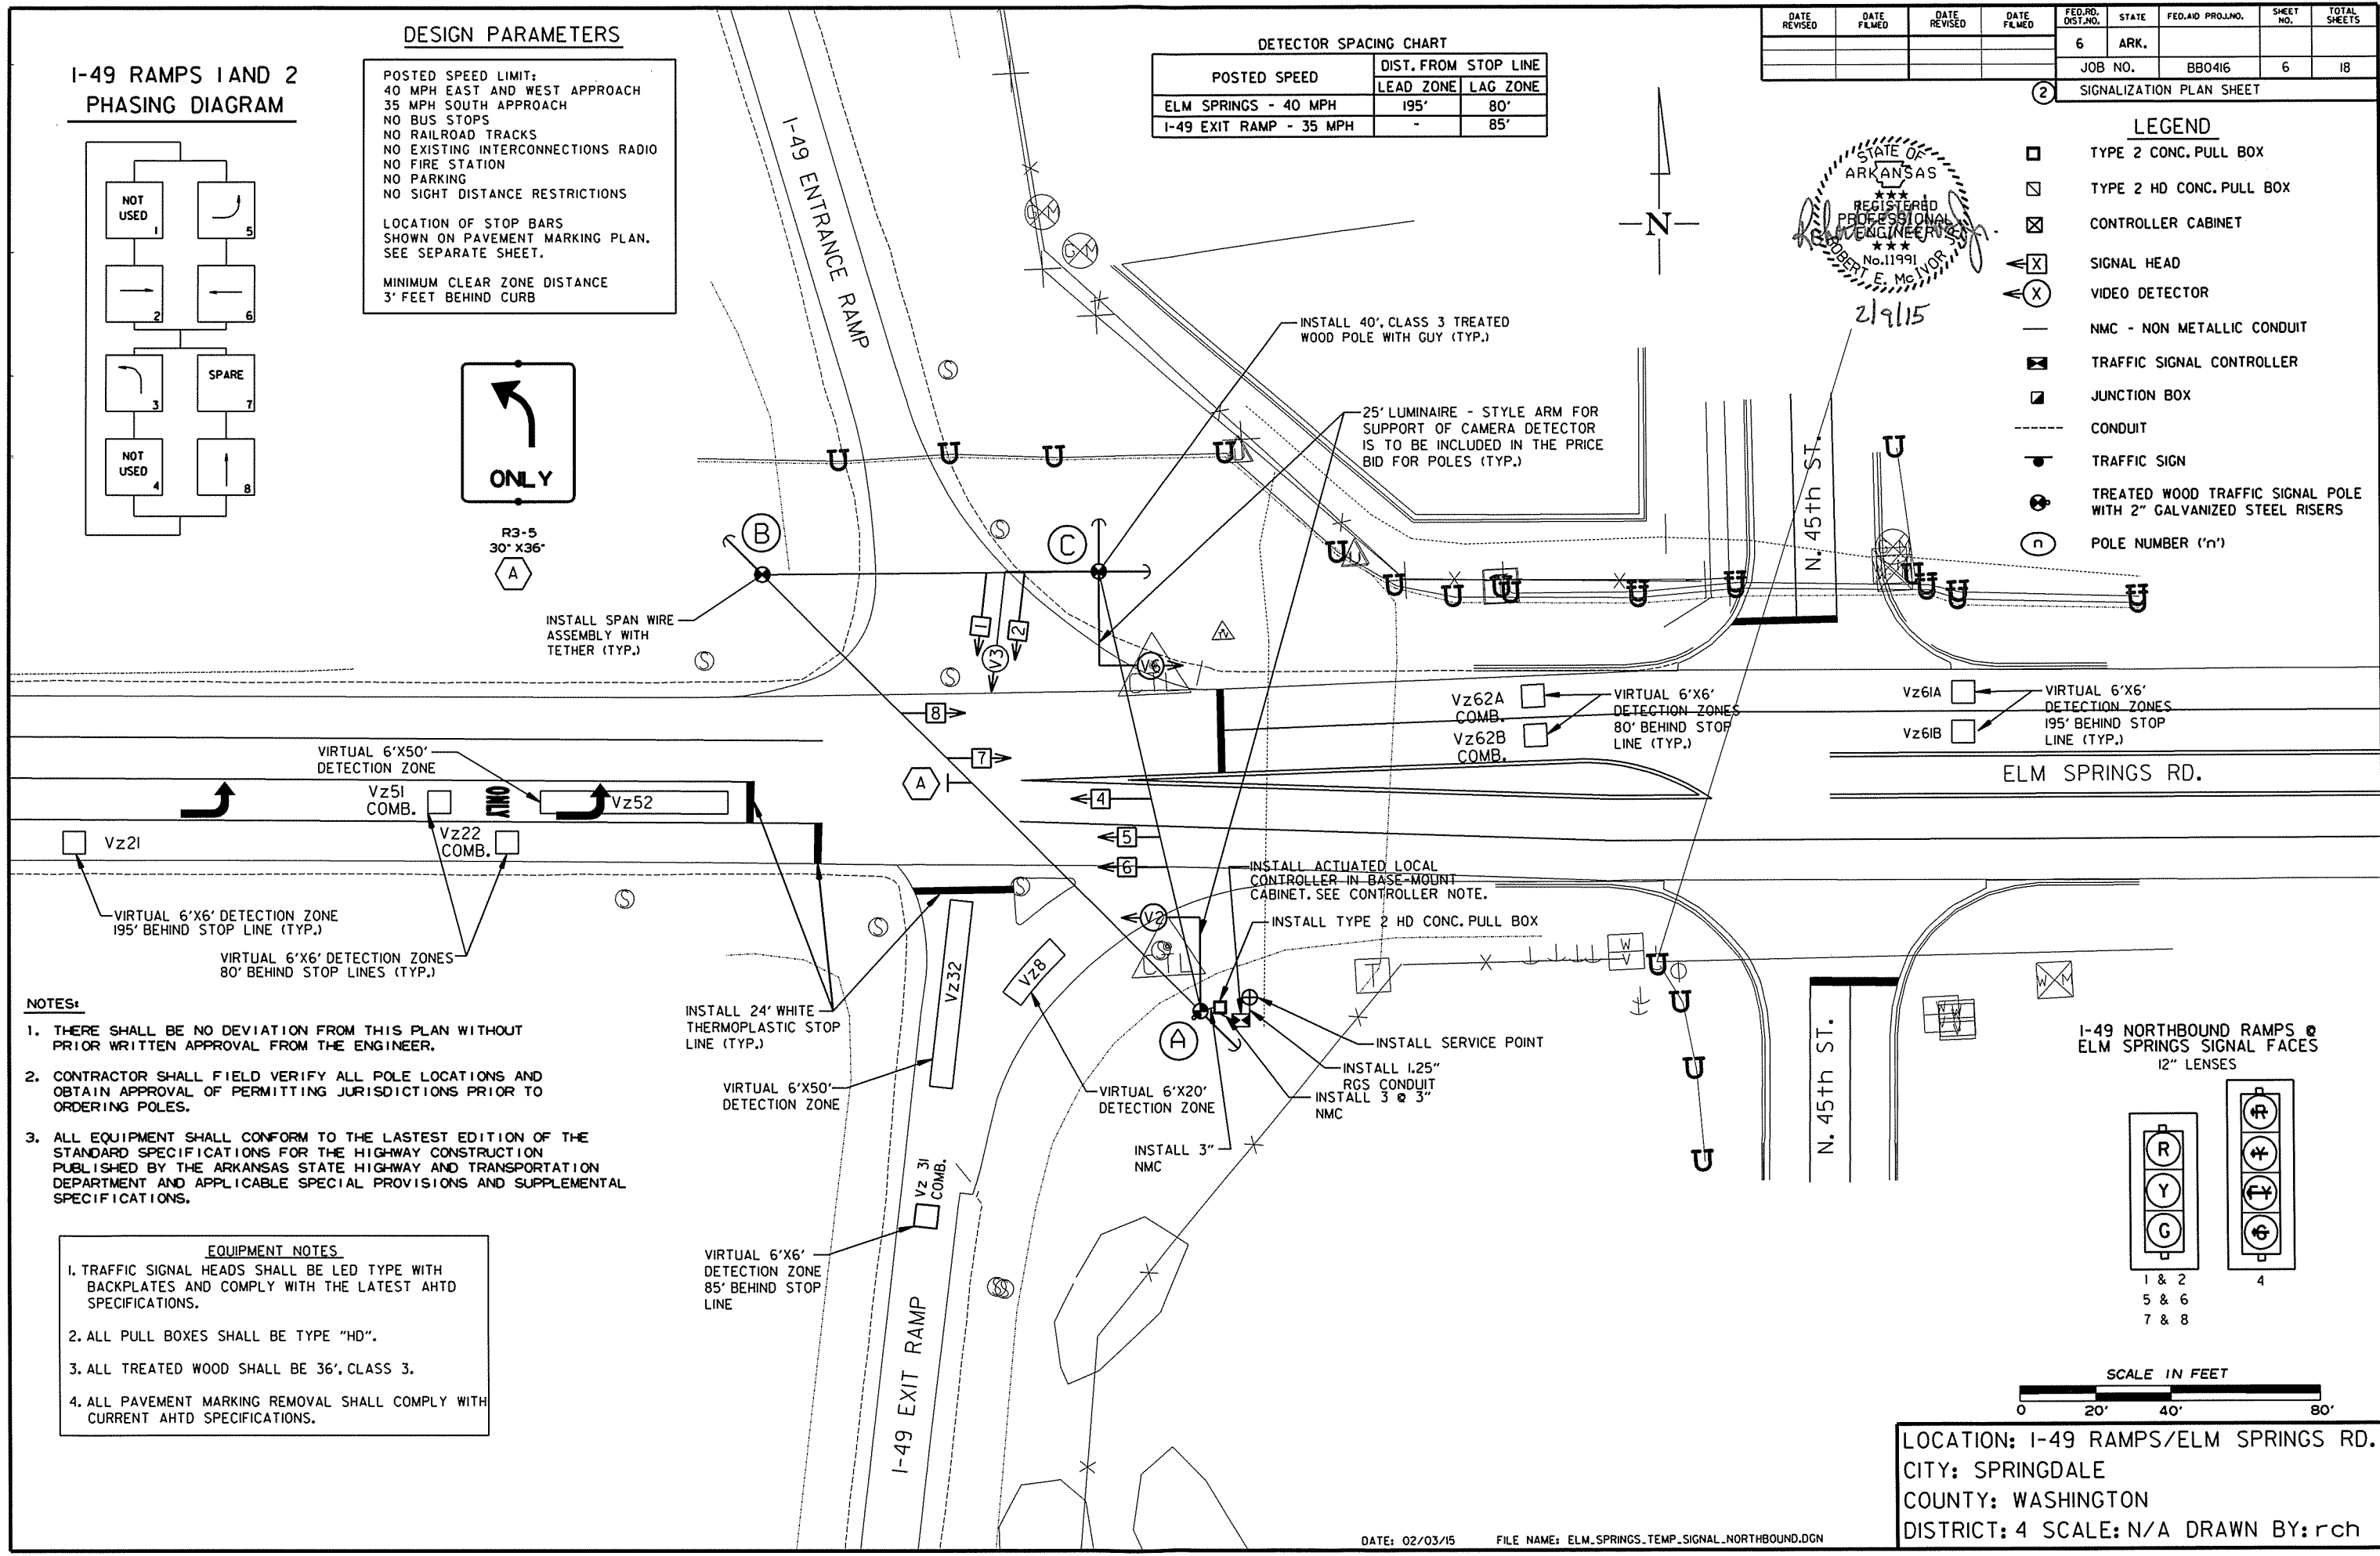 DESIGN PARAMETERS
I-49 RAMPS 1 AND 2
PHASING DIAGRAM
NOT
USED
1
5
2
6
3
SPARE
7
NOT
USED
4
8
POSTED SPEED LIMIT:
40 MPH EAST AND WEST APPROACH
35 MPH SOUTH APPROACH
NO BUS STOPS
NO RAILROAD TRACKS
NO EXISTING INTERCONNECTIONS RADIO
NO FIRE STATION
NO PARKING
NO SIGHT DISTANCE RESTRICTIONS
LOCATION OF STOP BARS
SHOWN ON PAVEMENT MARKING PLAN.
SEE SEPARATE SHEET.
MINIMUM CLEAR ZONE DISTANCE
3' FEET BEHIND CURB
ONLY
R3-5
30" X36"
A
DETECTOR SPACING CHART
POSTED SPEED
DIST. FROM STOP LINE
LEAD ZONE LAG ZONE
ELM SPRINGS - 40 MPH 195' 80'
I-49 EXIT RAMP - 35 MPH - 85'
DATE REVISED
DATE FILMED
DATE REVISED
DATE FILMED
FED.RD. DIST.NO.
STATE
FED.AID PROJ.NO.
SHEET NO.
TOTAL SHEETS
6 ARK.
JOB NO. BB0416 6 18
2 SIGNALIZATION PLAN SHEET
LEGEND
TYPE 2 CONC. PULL BOX
TYPE 2 HD CONC. PULL BOX
CONTROLLER CABINET
X SIGNAL HEAD
X VIDEO DETECTOR
NMC - NON METALLIC CONDUIT
TRAFFIC SIGNAL CONTROLLER
JUNCTION BOX
CONDUIT
TRAFFIC SIGN
TREATED WOOD TRAFFIC SIGNAL POLE
WITH 2" GALVANIZED STEEL RISERS
n POLE NUMBER ('n')
STATE OF
ARKANSAS
REGISTERED
PROFESSIONAL
ENGINEER
No.11991
ROBERT E. McIVOR JR.
2/9/15
N
I-49 ENTRANCE RAMP
INSTALL 40', CLASS 3 TREATED
WOOD POLE WITH GUY (TYP.)
25' LUMINAIRE - STYLE ARM FOR
SUPPORT OF CAMERA DETECTOR
IS TO BE INCLUDED IN THE PRICE
BID FOR POLES (TYP.)
N. 45th ST.
B
C
INSTALL SPAN WIRE
ASSEMBLY WITH
TETHER (TYP.)
1
V3
2
V6
8
7
A
4
5
6
Vz62A
COMB.
Vz62B
COMB.
VIRTUAL 6'X6'
DETECTION ZONES
80' BEHIND STOP
LINE (TYP.)
Vz61A
Vz61B
VIRTUAL 6'X6'
DETECTION ZONES
195' BEHIND STOP
LINE (TYP.)
ELM SPRINGS RD.
VIRTUAL 6'X50'
DETECTION ZONE
Vz51
COMB.
ONLY
Vz52
Vz21
Vz22
COMB.
VIRTUAL 6'X6' DETECTION ZONE
195' BEHIND STOP LINE (TYP.)
VIRTUAL 6'X6' DETECTION ZONES
80' BEHIND STOP LINES (TYP.)
INSTALL ACTUATED LOCAL
CONTROLLER IN BASE-MOUNT
CABINET. SEE CONTROLLER NOTE.
V2
INSTALL TYPE 2 HD CONC. PULL BOX
Vz32
Vz8
A
INSTALL SERVICE POINT
INSTALL 1.25"
RGS CONDUIT
INSTALL 3 @ 3"
NMC
INSTALL 3"
NMC
VIRTUAL 6'X20'
DETECTION ZONE
INSTALL 24' WHITE
THERMOPLASTIC STOP
LINE (TYP.)
VIRTUAL 6'X50'
DETECTION ZONE
Vz 31
COMB.
VIRTUAL 6'X6'
DETECTION ZONE
85' BEHIND STOP
LINE
I-49 EXIT RAMP
N. 45th ST.
NOTES:
1. THERE SHALL BE NO DEVIATION FROM THIS PLAN WITHOUT
PRIOR WRITTEN APPROVAL FROM THE ENGINEER.
2. CONTRACTOR SHALL FIELD VERIFY ALL POLE LOCATIONS AND
OBTAIN APPROVAL OF PERMITTING JURISDICTIONS PRIOR TO
ORDERING POLES.
3. ALL EQUIPMENT SHALL CONFORM TO THE LASTEST EDITION OF THE
STANDARD SPECIFICATIONS FOR THE HIGHWAY CONSTRUCTION
PUBLISHED BY THE ARKANSAS STATE HIGHWAY AND TRANSPORTATION
DEPARTMENT AND APPLICABLE SPECIAL PROVISIONS AND SUPPLEMENTAL
SPECIFICATIONS.
EQUIPMENT NOTES
1. TRAFFIC SIGNAL HEADS SHALL BE LED TYPE WITH
BACKPLATES AND COMPLY WITH THE LATEST AHTD
SPECIFICATIONS.
2. ALL PULL BOXES SHALL BE TYPE "HD".
3. ALL TREATED WOOD SHALL BE 36', CLASS 3.
4. ALL PAVEMENT MARKING REMOVAL SHALL COMPLY WITH
CURRENT AHTD SPECIFICATIONS.
I-49 NORTHBOUND RAMPS @
ELM SPRINGS SIGNAL FACES
12" LENSES
R
Y
G
R
Y
FY
G
1 & 2
5 & 6
7 & 8
4
SCALE IN FEET
0 20' 40' 80'
LOCATION: I-49 RAMPS/ELM SPRINGS RD.
CITY: SPRINGDALE
COUNTY: WASHINGTON
DISTRICT: 4 SCALE: N/A DRAWN BY: rch
DATE: 02/03/15 FILE NAME: ELM_SPRINGS_TEMP_SIGNAL_NORTHBOUND.DGN